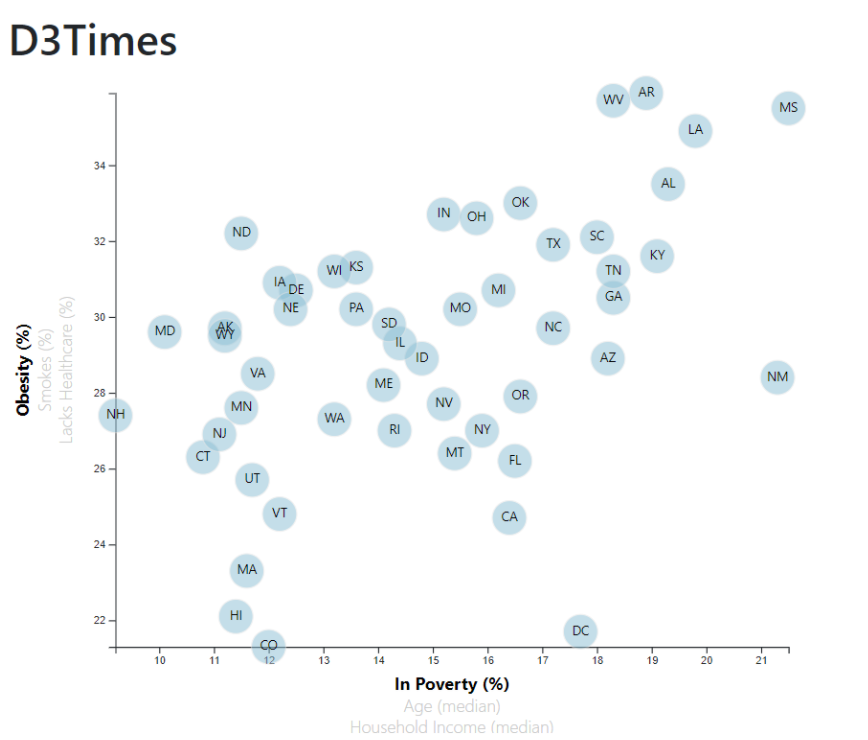 D3Times
AR
WV
MS
LA
34
AL
IN
OK
OH
ND
SC
32
TX
KY
WI
KS
TN
IA
DE
MI
GA
NE
PA
MO
30
SD
MD
AK
WY
NC
IL
ID
AZ
VA
NM
ME
28
OR
MN
NV
NH
WA
NJ
RI
NY
CT
MT
FL
26
UT
VT
CA
24
MA
HI
22
DC
CO
10 11 12 13 14 15 16 17 18 19 20 21
Obesity (%)
Smokes (%)
Lacks Healthcare (%)
In Poverty (%)
Age (median)
Household Income (median)